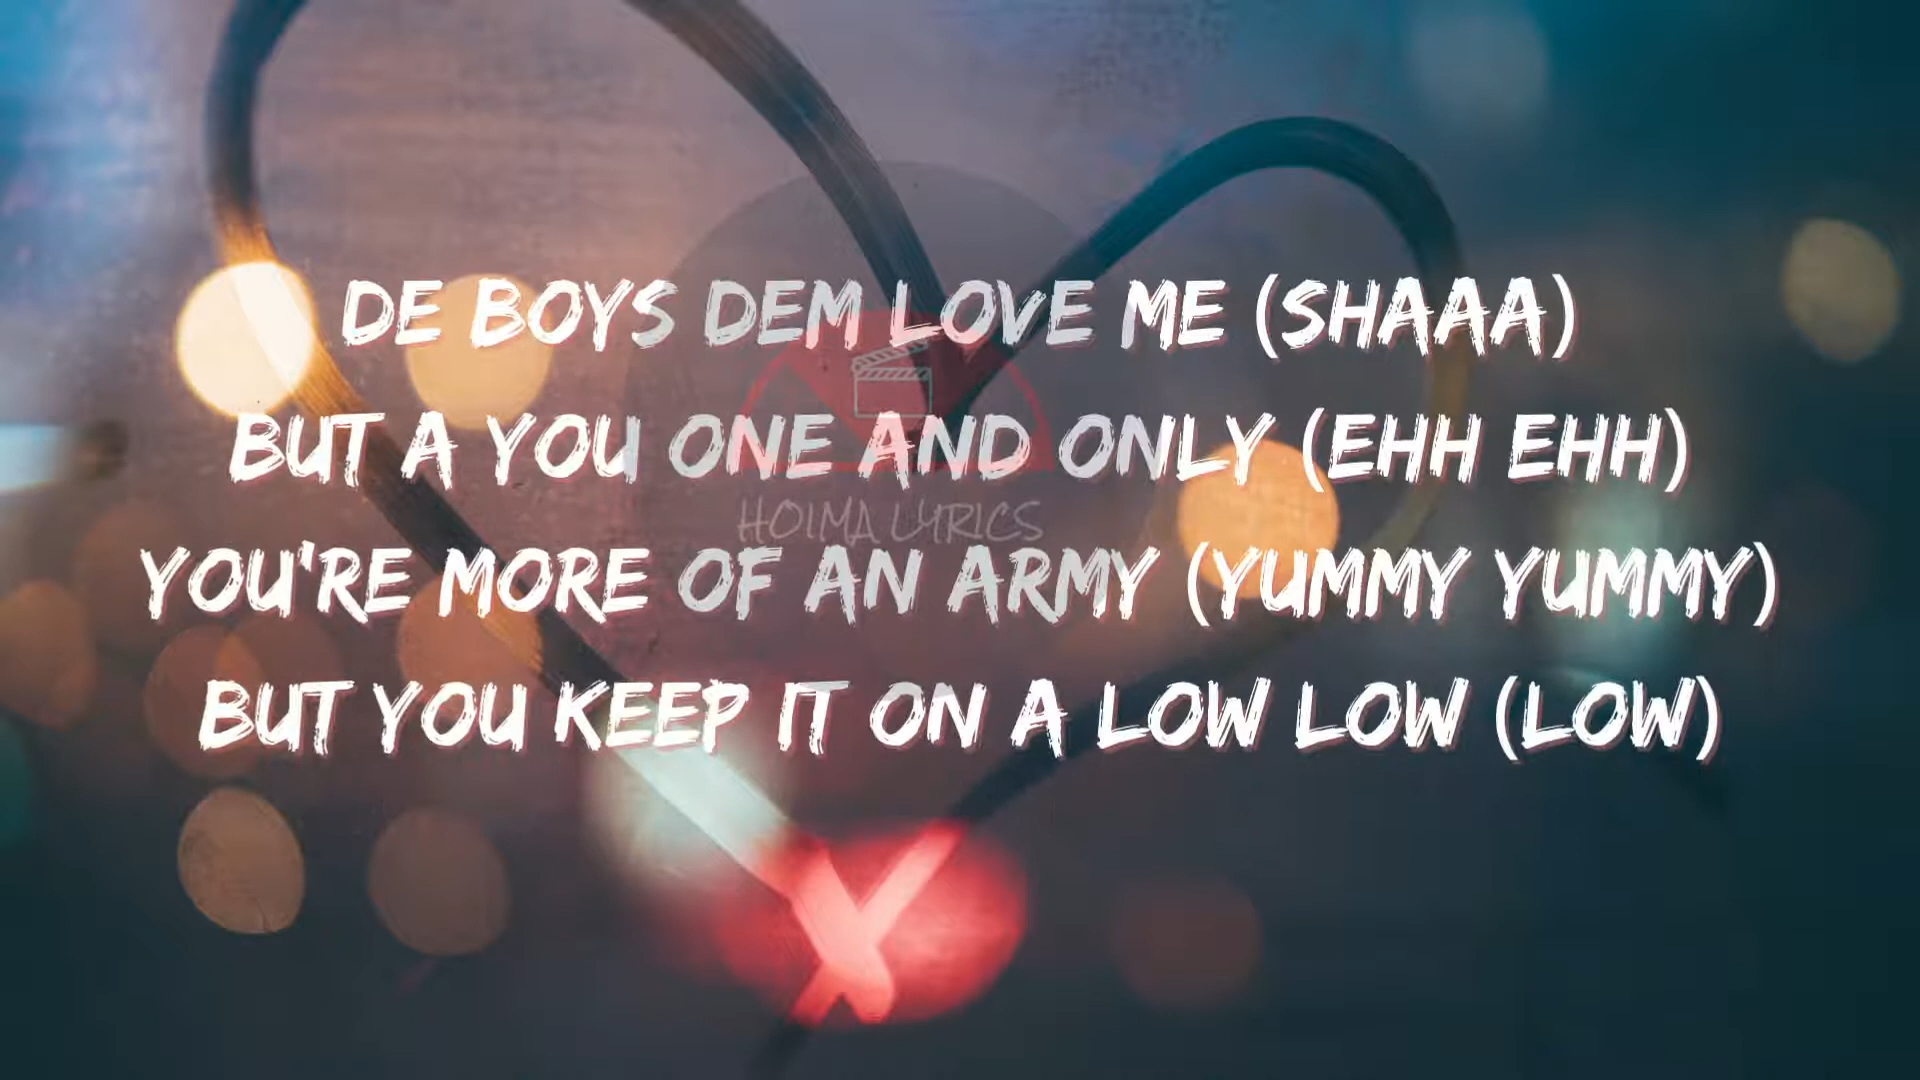 DE BOYS DEM LOVE ME (SHAAA)
BUT A YOU ONE AND ONLY (EHH EHH)
HOIMA LYRICS
YOU'RE MORE OF AN ARMY (YUMMY YUMMY)
BUT YOU KEEP IT ON A LOW LOW (LOW)